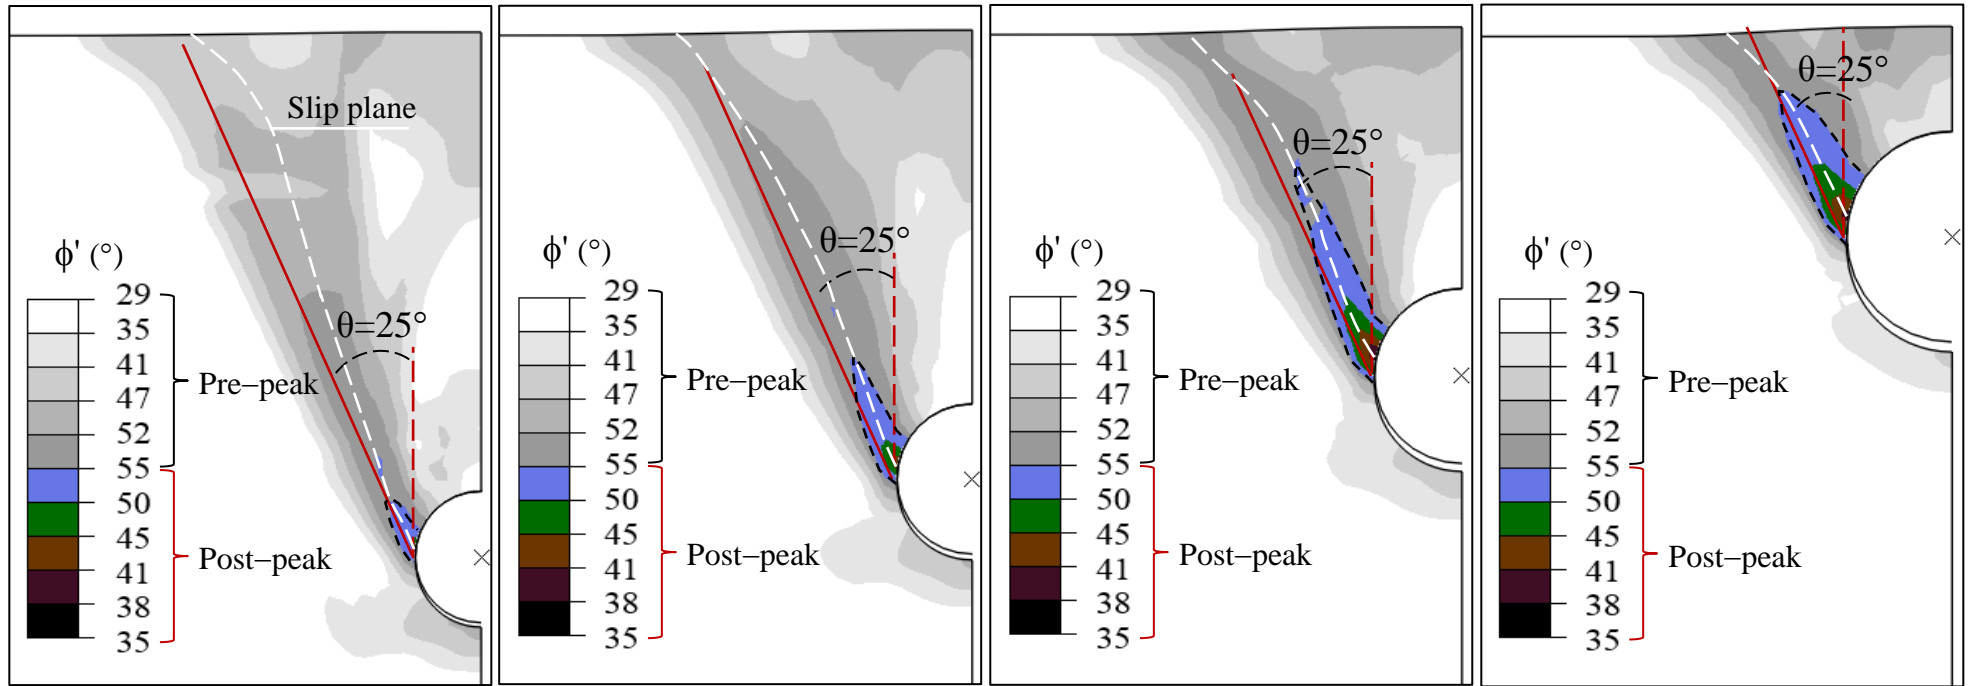 Slip plane
θ=25°
ϕ' (°)
29
35
41
47
52
55
50
45
41
38
35
Pre−peak
Post−peak
θ=25°
ϕ' (°)
29
35
41
47
52
55
50
45
41
38
35
Pre−peak
Post−peak
θ=25°
ϕ' (°)
29
35
41
47
52
55
50
45
41
38
35
Pre−peak
Post−peak
θ=25°
ϕ' (°)
29
35
41
47
52
55
50
45
41
38
35
Pre−peak
Post−peak